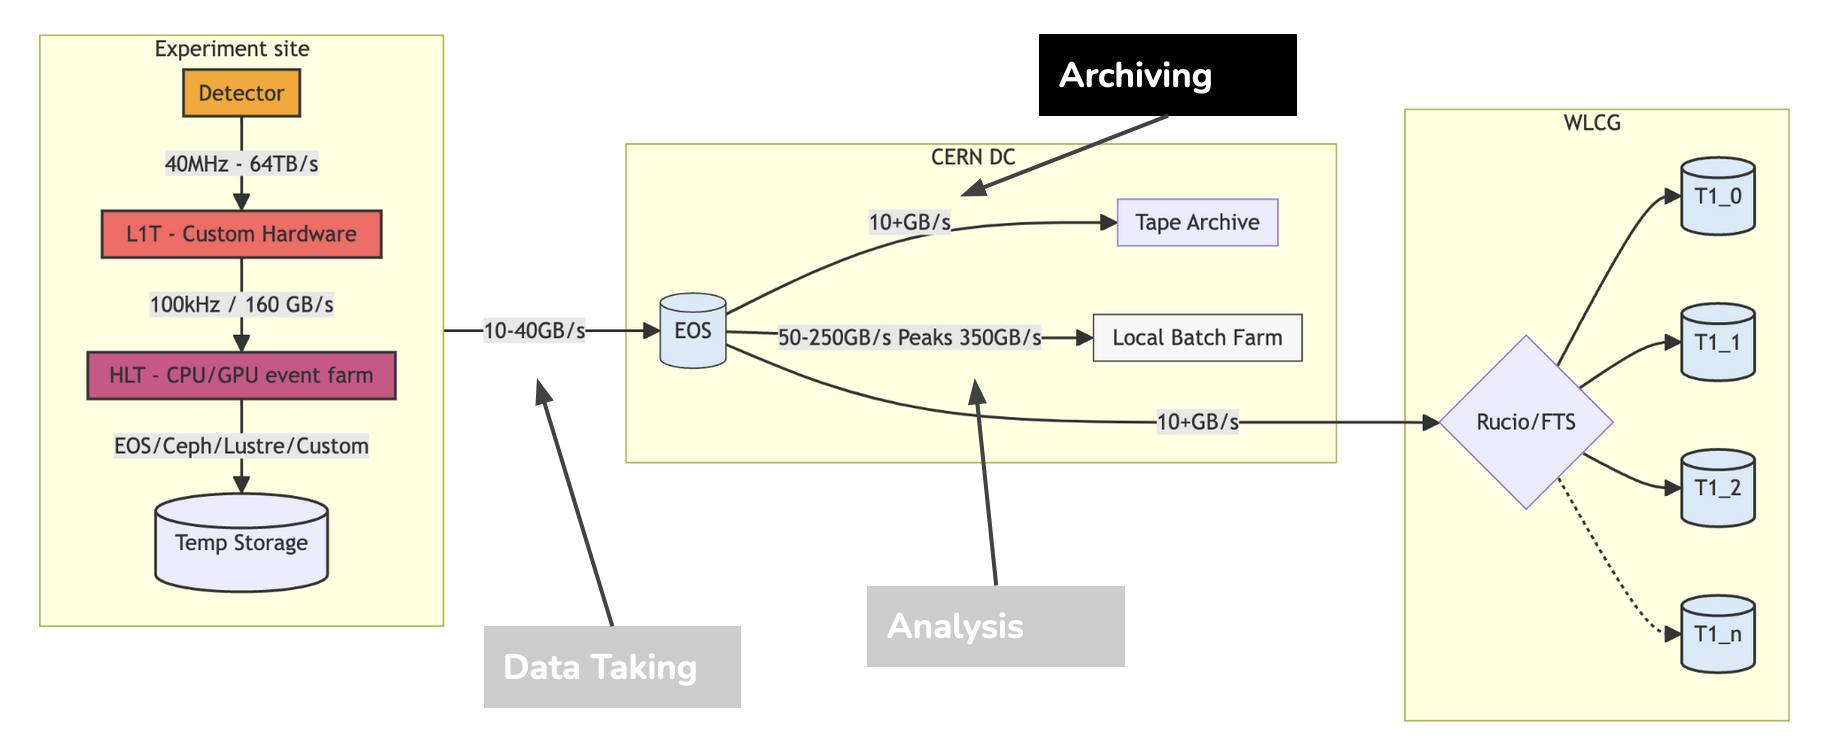 Experiment site
Detector
40MHz - 64TB/s
L1T - Custom Hardware
100kHz / 160 GB/s
HLT - CPU/GPU event farm
EOS/Ceph/Lustre/Custom
Temp Storage
10-40GB/s
Data Taking
Archiving
CERN DC
10+GB/s
Tape Archive
EOS
50-250GB/s Peaks 350GB/s
Local Batch Farm
10+GB/s
Analysis
WLCG
Rucio/FTS
T1_0
T1_1
T1_2
T1_n